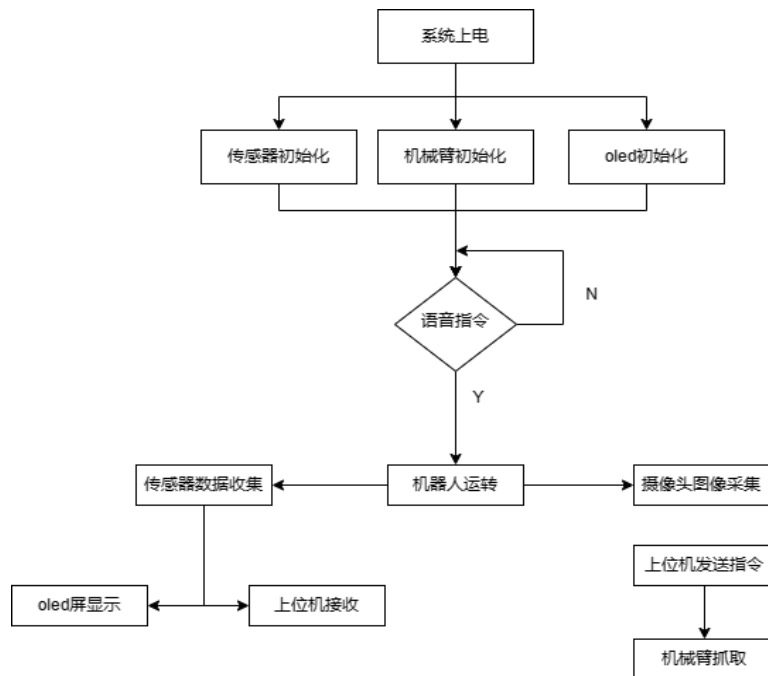 系统上电
传感器初始化
机械臂初始化
oled初始化
语音指令
N
Y
传感器数据收集
机器人运转
摄像头图像采集
上位机发送指令
oled屏显示
上位机接收
机械臂抓取